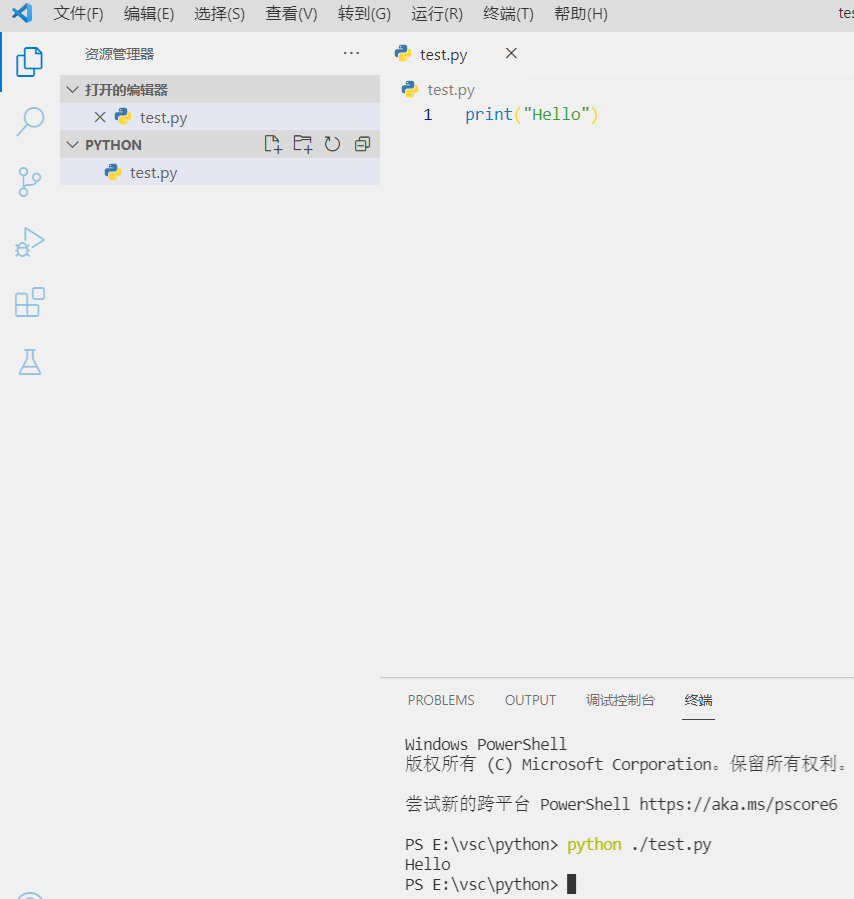 文件(F) 编辑(E) 选择(S) 查看(V) 转到(G) 运行(R) 终端(T) 帮助(H) tes
资源管理器 ···
打开的编辑器
test.py
PYTHON
test.py
test.py
test.py
1 print("Hello")
PROBLEMS OUTPUT 调试控制台 终端
Windows PowerShell
版权所有 (C) Microsoft Corporation。保留所有权利。
尝试新的跨平台 PowerShell https://aka.ms/pscore6
PS E:\vsc\python> python ./test.py
Hello
PS E:\vsc\python>